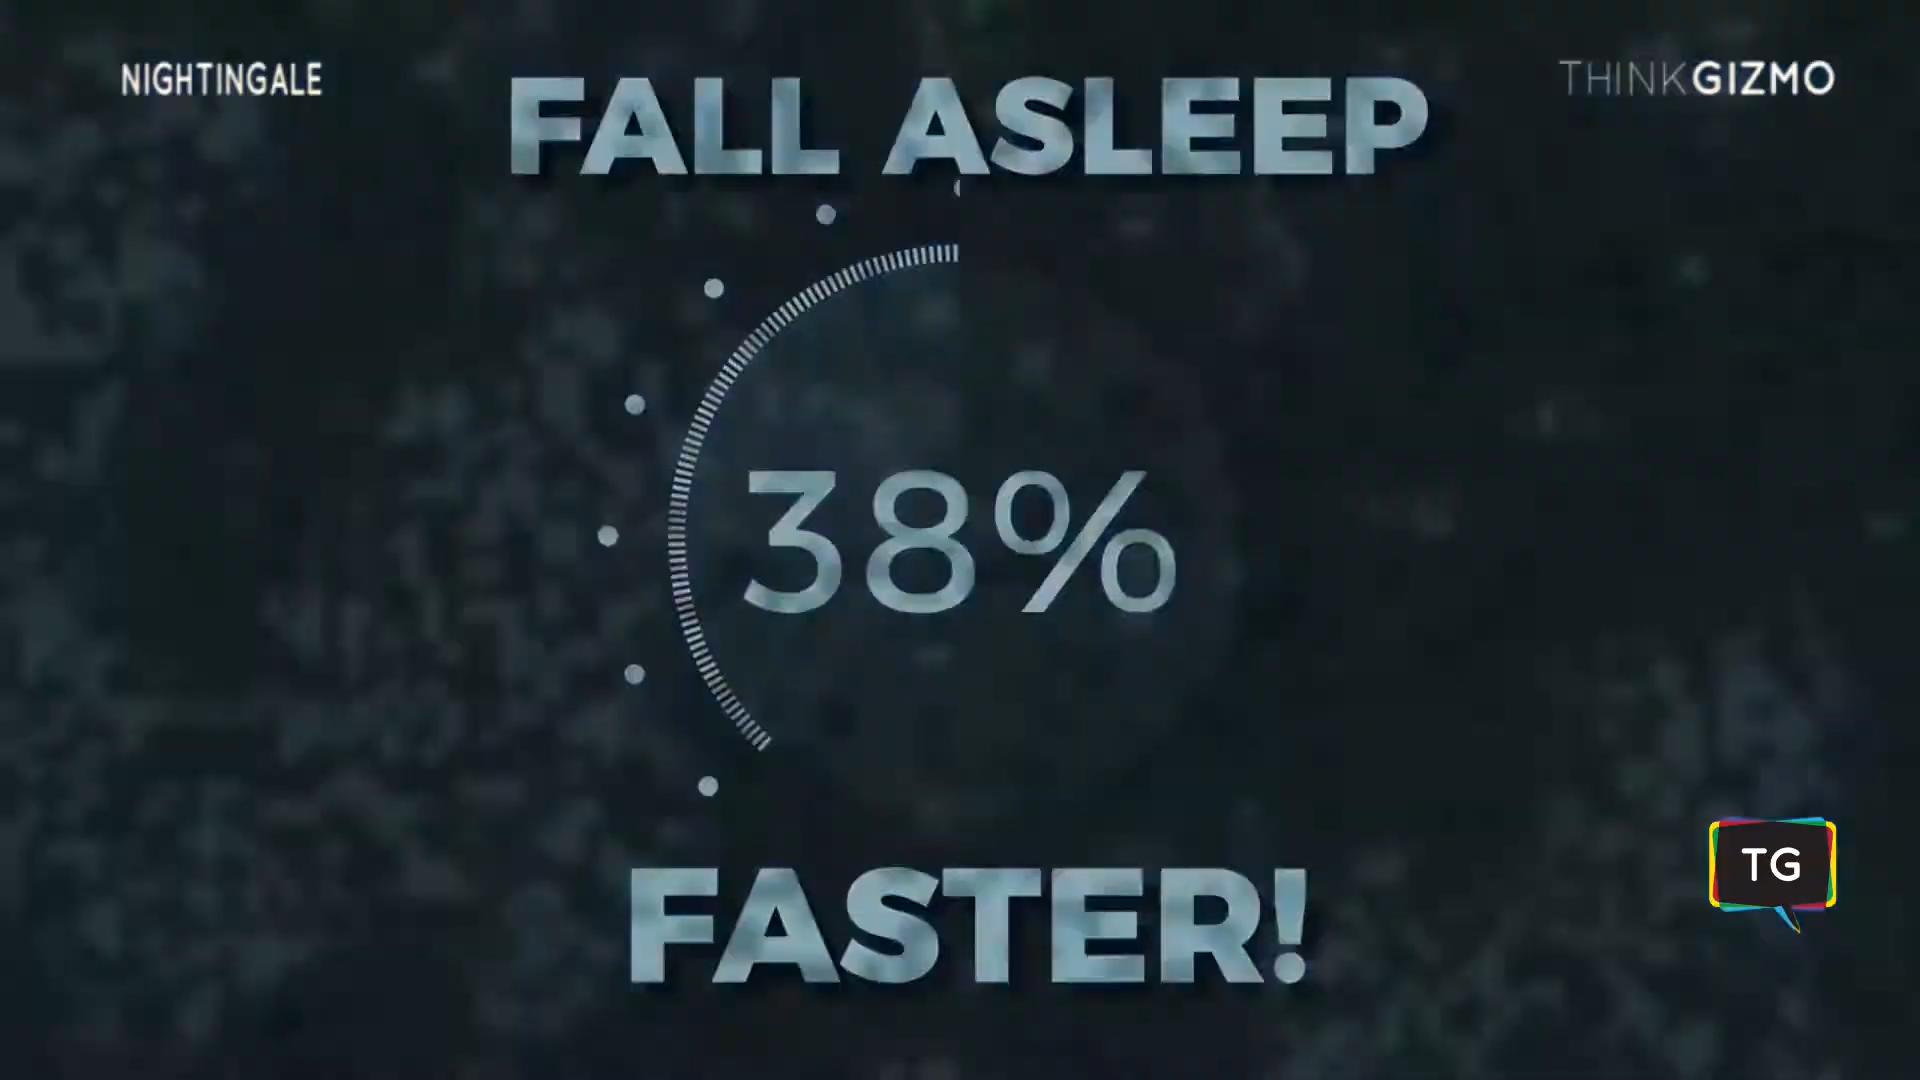 NIGHTINGALE
THINKGIZMO
FALL ASLEEP
38%
FASTER!
TG